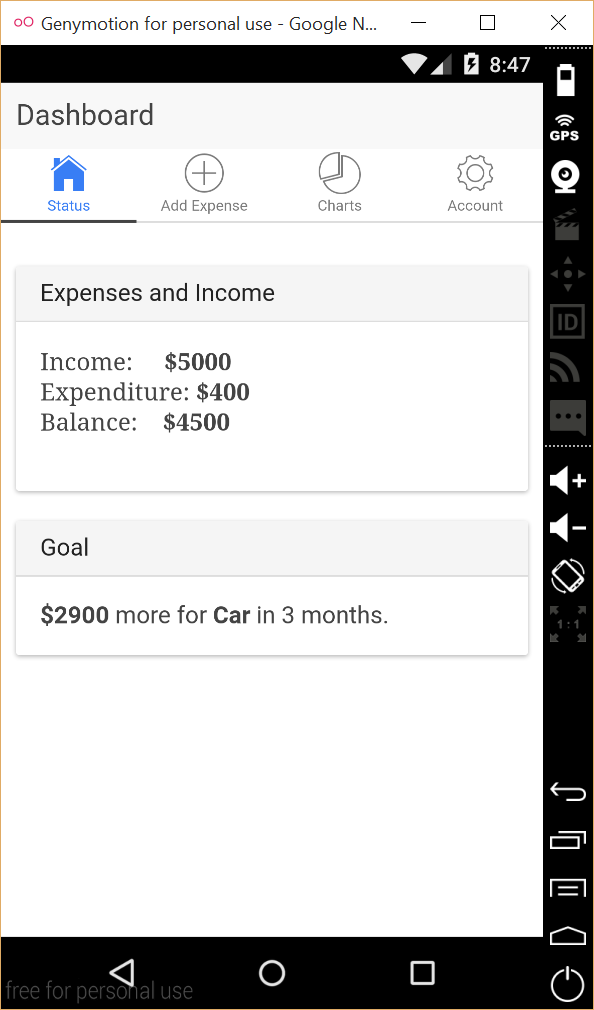 Genymotion for personal use - Google N...
8:47
GPS
Dashboard
Status
Add Expense
Charts
Account
ID
Expenses and Income
Income: $5000
Expenditure: $400
Balance: $4500
Goal
$2900 more for Car in 3 months.
1:1
free for personal use